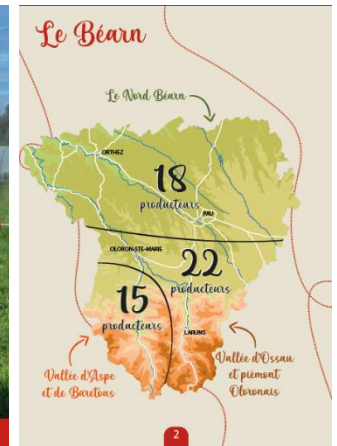 Le Béarn
Le Nord Béarn
ORTHEZ
18
producteurs
PAU
OLORON-STE-MARIE
22
producteurs
15
producteurs
LARUNS
Vallée d'Aspe
et de Baretous
Vallée d'Ossau
et piémont
Oloronais
2